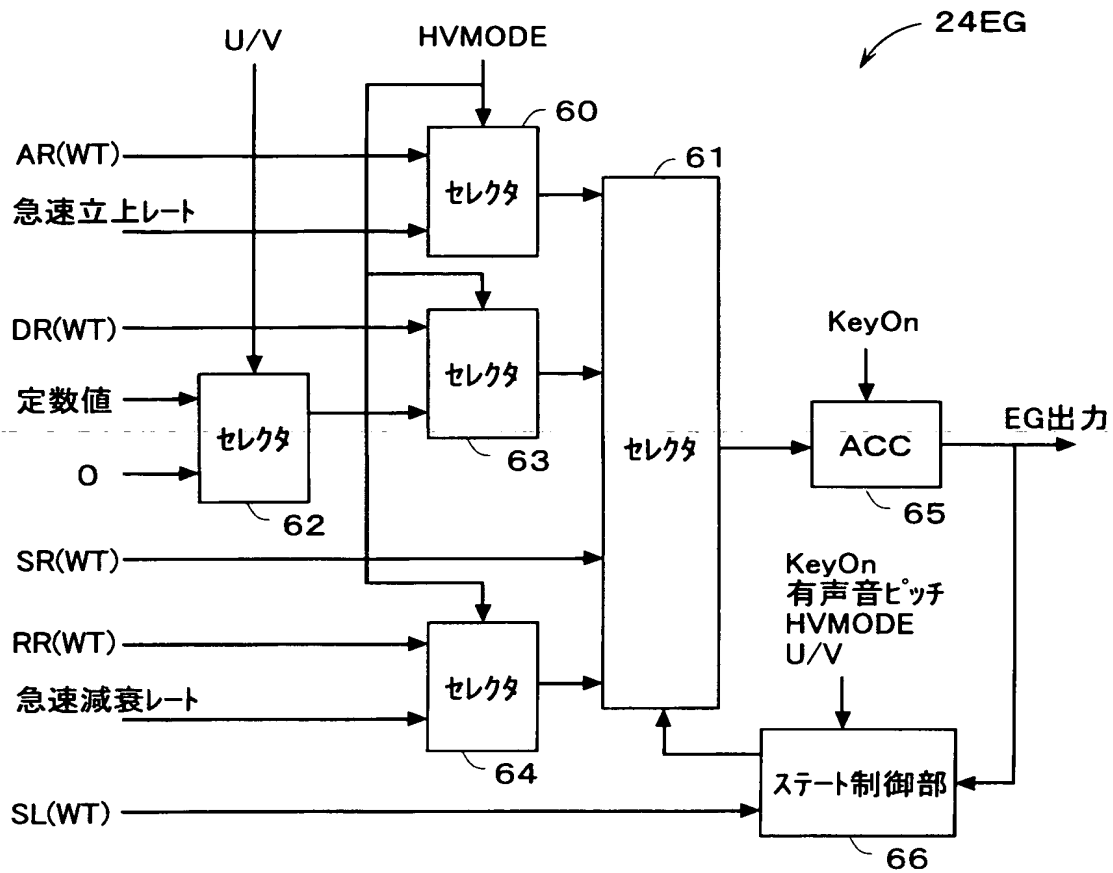 24EG
U/V
HVMODE
60
AR(WT)
セレクタ
急速立上レート
61
DR(WT)
セレクタ
63
KeyOn
定数値
セレクタ
0
62
セレクタ
ACC
65
EG出力
SR(WT)
KeyOn
有声音ピッチ
HVMODE
U/V
RR(WT)
セレクタ
急速減衰レート
64
ステート制御部
SL(WT)
66